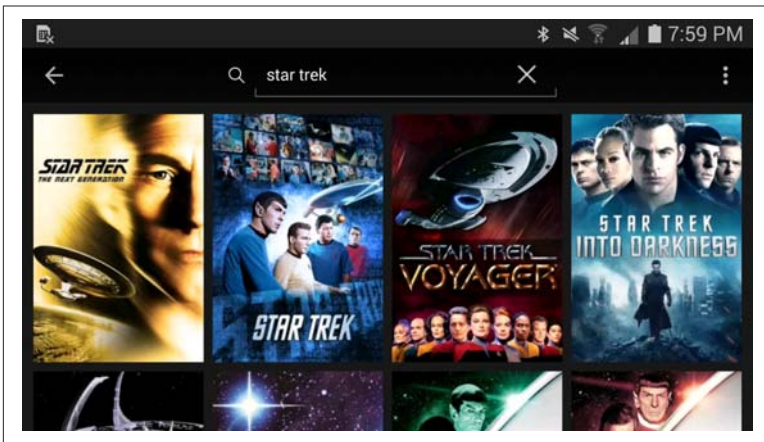 7:59 PM
star trek
STAR TREK
THE NEXT GENERATION
STAR TREK
STAR TREK
VOYAGER
STAR TREK
INTO DARKNESS